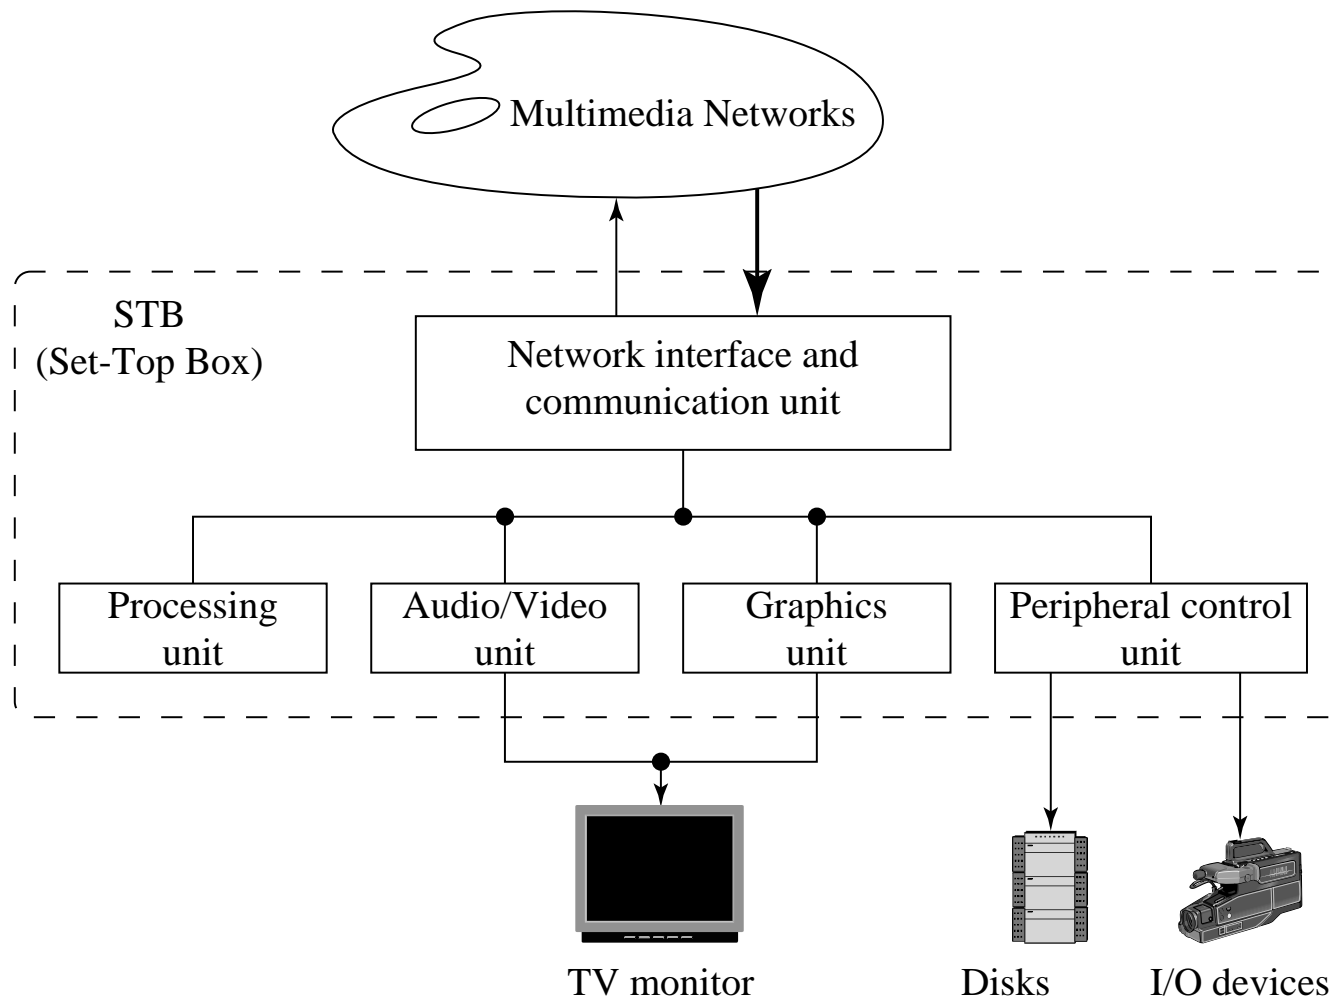 Multimedia Networks
STB
(Set-Top Box)
Network interface and
communication unit
Processing
unit
Audio/Video
unit
Graphics
unit
Peripheral control
unit
TV monitor
Disks
I/O devices